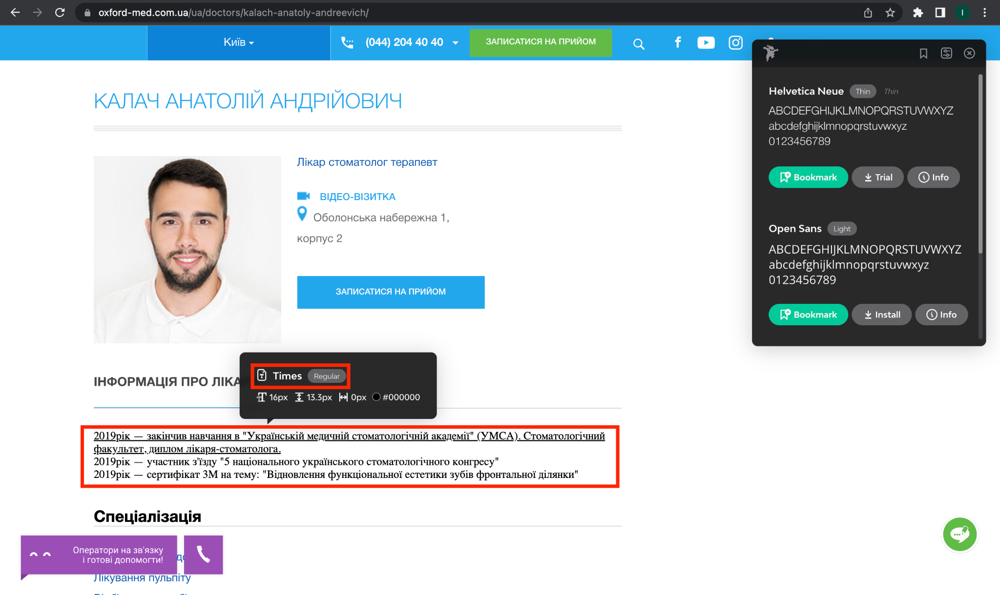 oxford-med.com.ua/ua/doctors/kalach-anatoly-andreevich/
I
Київ
(044) 204 40 40
ЗАПИСАТИСЯ НА ПРИЙОМ
КАЛАЧ АНАТОЛІЙ АНДРІЙОВИЧ
Лікар стоматолог терапевт
ВІДЕО-ВІЗИТКА
Оболонська набережна 1,
корпус 2
ЗАПИСАТИСЯ НА ПРИЙОМ
Helvetica Neue Thin Thin
ABCDEFGHIJKLMNOPQRSTUVWXYZ
abcdefghijklmnopqrstuvwxyz
0123456789
Bookmark Trial Info
Open Sans Light
ABCDEFGHIJKLMNOPQRSTUVWXYZ
abcdefghijklmnopqrstuvwxyz
0123456789
Bookmark Install Info
Times Regular
16px 13.3px 0px #000000
ІНФОРМАЦІЯ ПРО
2019рік — закінчив навчання в "Українській медичній стоматологічній академії" (УМСА). Стоматологічний
факультет, диплом лікаря-стоматолога.
2019рік — участник з'їзду "5 національного українського стоматологічного конгресу"
2019рік — сертифікат 3М на тему: "Відновлення функціональної естетики зубів фронтальної ділянки"
Спеціалізація
Оператори на зв'язку
і готові допомогти!
Лікування пульпіту